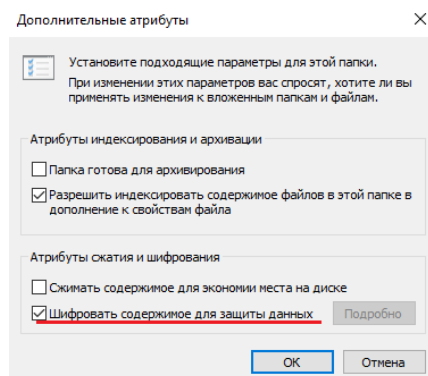 Дополнительные атрибуты
Установите подходящие параметры для этой папки.
При изменении этих параметров вас спросят, хотите ли вы
применять изменения к вложенным папкам и файлам.
Атрибуты индексирования и архивации
Папка готова для архивирования
Разрешить индексировать содержимое файлов в этой папке в
дополнение к свойствам файла
Атрибуты сжатия и шифрования
Сжимать содержимое для экономии места на диске
Шифровать содержимое для защиты данных Подробно
ОК Отмена